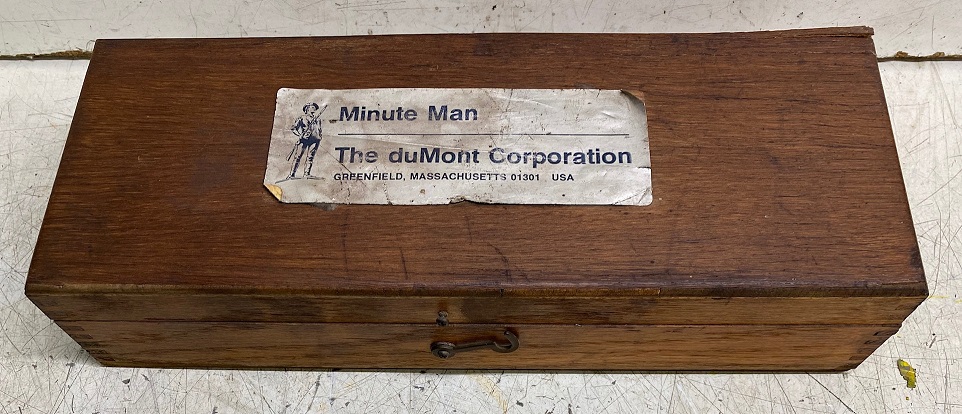 Minute Man
The duMont Corporation
GREENFIELD, MASSACHUSETTS 01301 USA